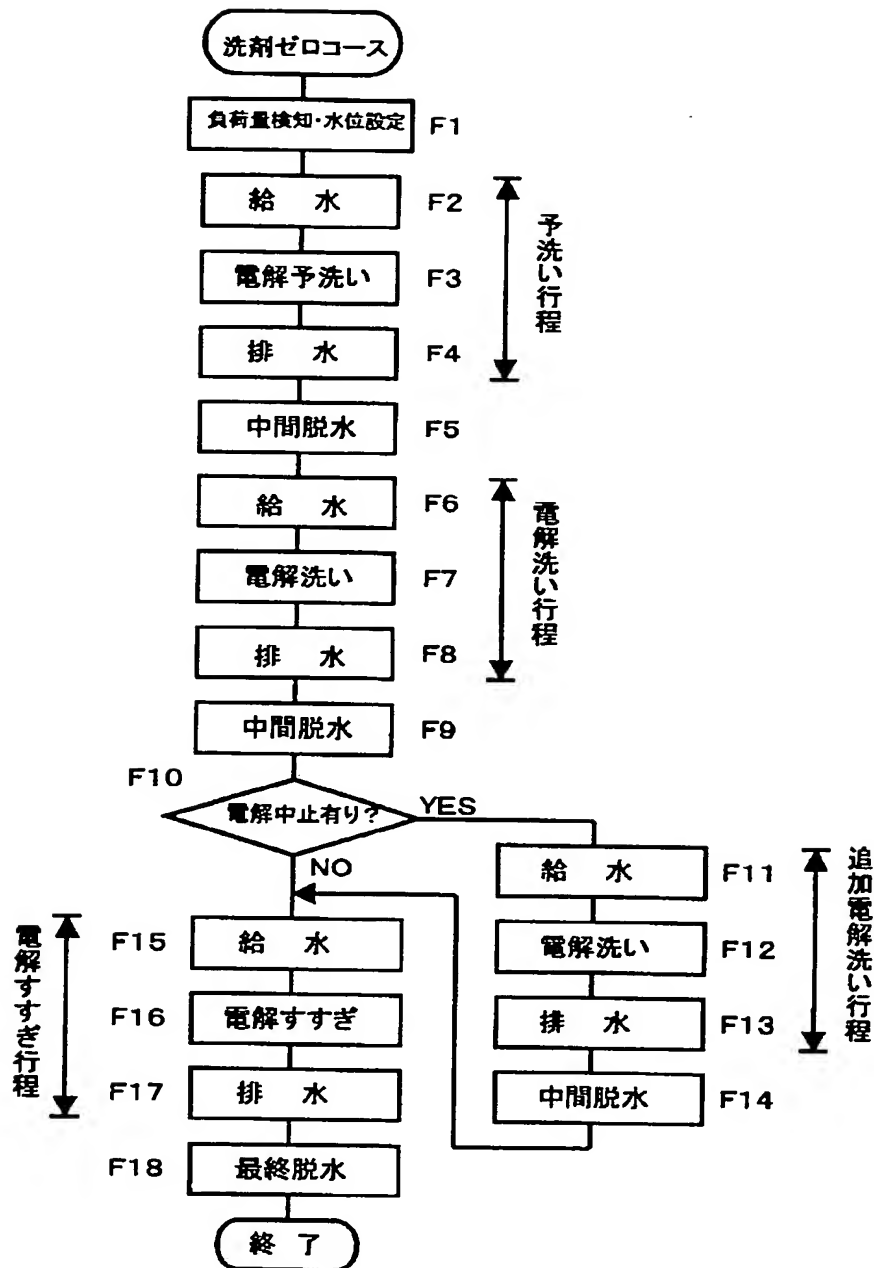 洗剤ゼロコース
負荷量検知・水位設定 F1
給 水 F2
電解予洗い F3
排 水 F4
予洗い行程
中間脱水 F5
給 水 F6
電解洗い F7
排 水 F8
電解洗い行程
中間脱水 F9
F10
電解中止有り?
YES
NO
給 水 F11
電解洗い F12
排 水 F13
追加電解洗い行程
中間脱水 F14
電解すすぎ行程
F15 給 水
F16 電解すすぎ
F17 排 水
F18 最終脱水
終 了